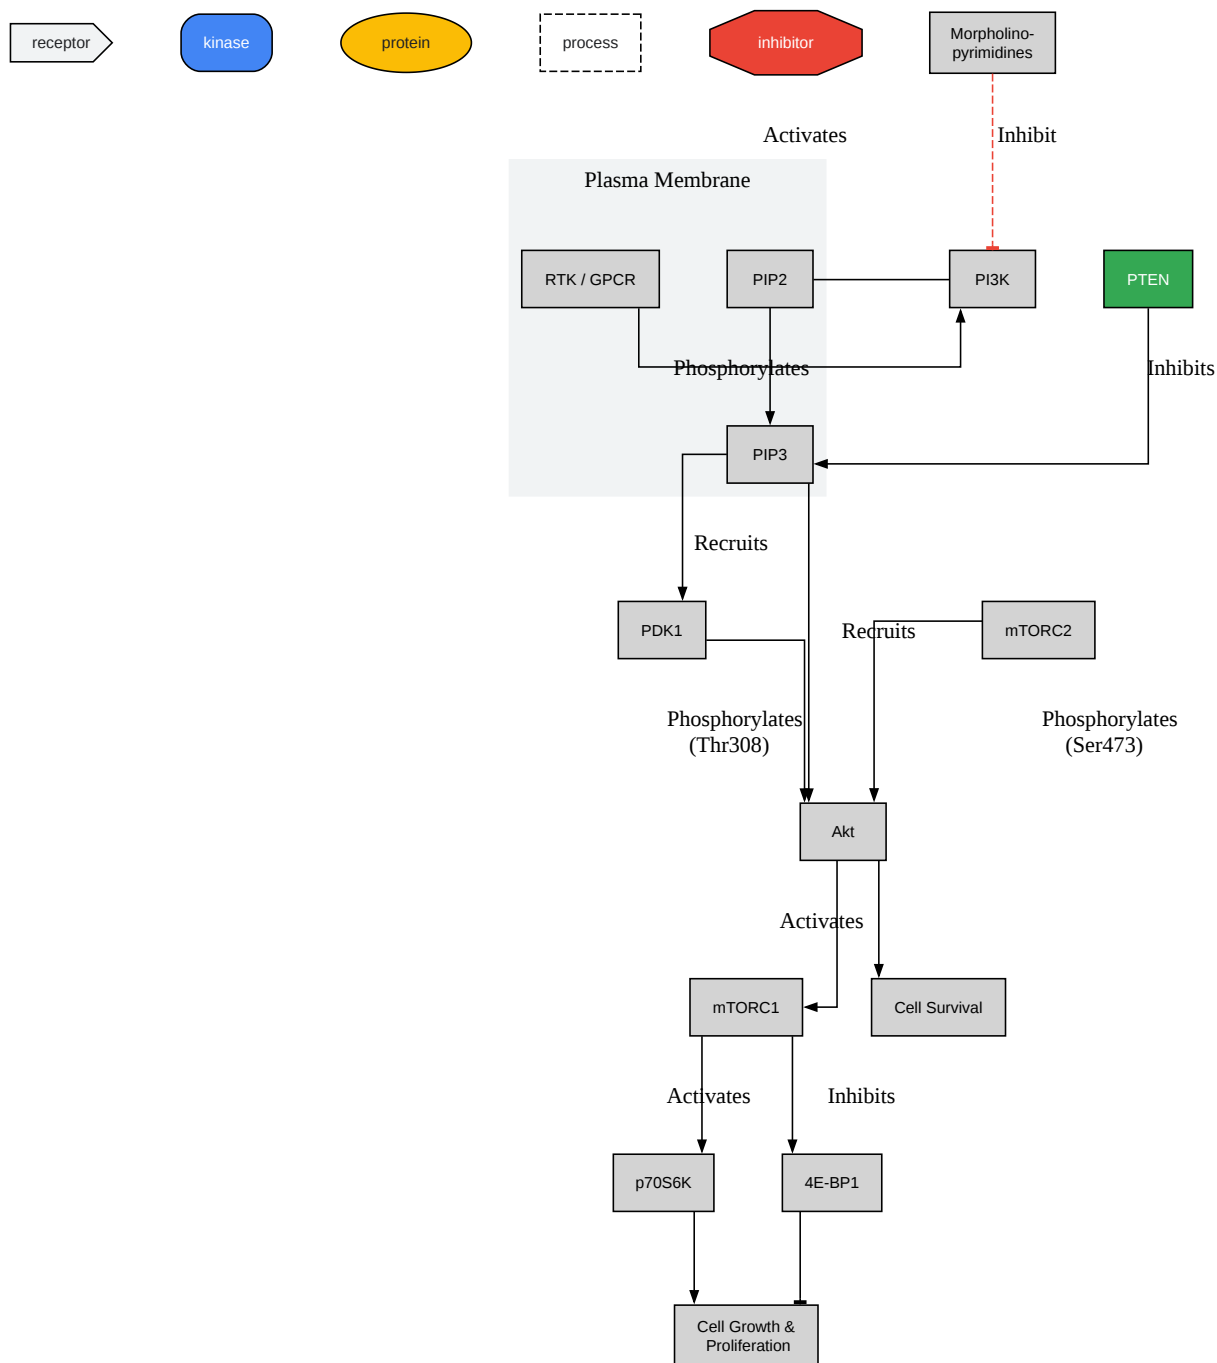 receptor
kinase
protein
process
inhibitor
Morpholino-
pyrimidines
Activates
Inhibit
Plasma Membrane
RTK / GPCR
PIP2
PI3K
PTEN
Phosphorylates
Inhibits
PIP3
Recruits
PDK1
Recruits
mTORC2
Phosphorylates
(Thr308)
Phosphorylates
(Ser473)
Akt
Activates
mTORC1
Cell Survival
Activates
Inhibits
p70S6K
4E-BP1
Cell Growth &
Proliferation